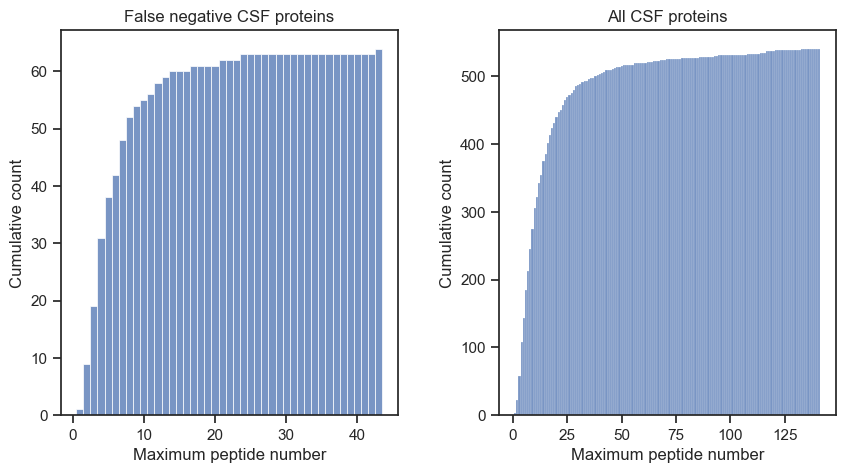 False negative CSF proteins
Cumulative count
60
50
40
30
20
10
0
0 10 20 30 40
Maximum peptide number
All CSF proteins
Cumulative count
500
400
300
200
100
0
0 25 50 75 100 125
Maximum peptide number